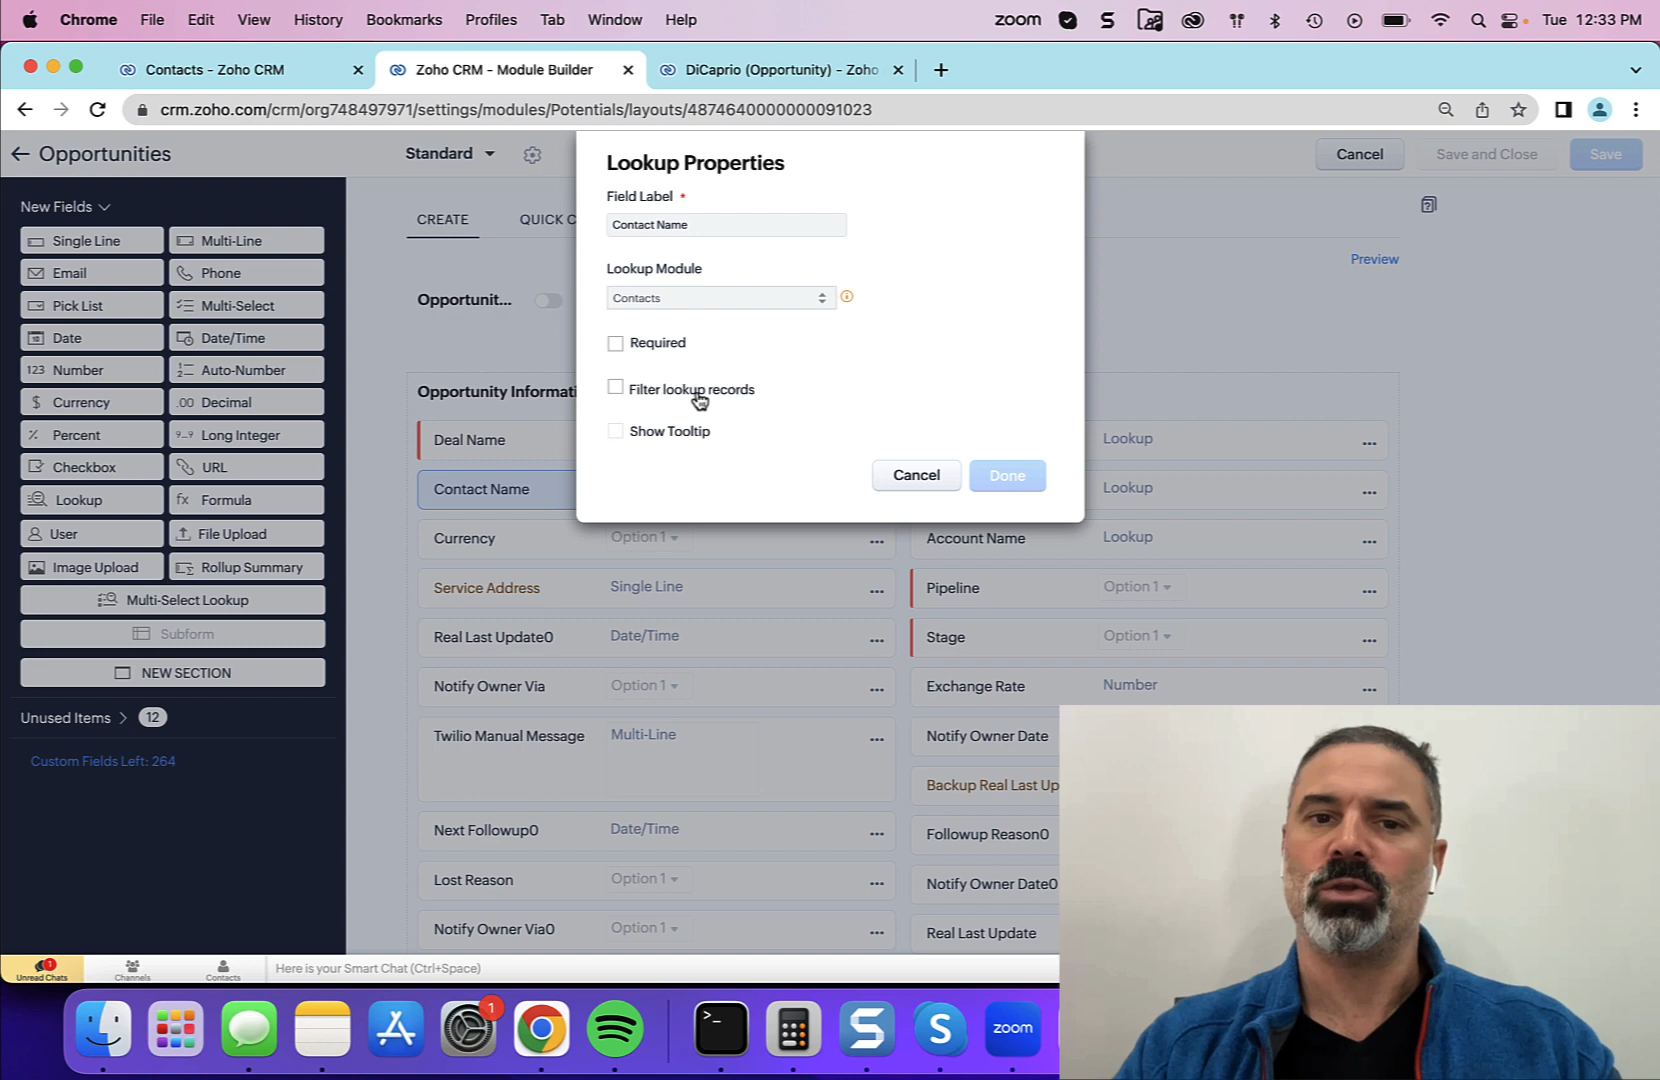 Chrome File Edit View History Bookmarks Profiles Tab Window Help
zoom Tue 12:33 PM
Contacts - Zoho CRM
Zoho CRM - Module Builder
DiCaprio (Opportunity) - Zoho
crm.zoho.com/crm/org748497971/settings/modules/Potentials/layouts/4874640000000091023
Opportunities
Standard
Cancel
Save and Close
Save
New Fields
Single Line
Multi-Line
Email
Phone
Pick List
Multi-Select
Date
Date/Time
Number
Auto-Number
Currency
Decimal
Percent
Long Integer
Checkbox
URL
Lookup
Formula
User
File Upload
Image Upload
Rollup Summary
Multi-Select Lookup
Subform
NEW SECTION
Unused Items 12
Custom Fields Left: 264
CREATE
QUICK C
Preview
Opportunit...
Opportunity Informati
Lookup Properties
Field Label *
Contact Name
Lookup Module
Contacts
Required
Filter lookup records
Show Tooltip
Cancel
Done
Deal Name
Lookup
Contact Name
Lookup
Currency
Option 1
Account Name
Lookup
Service Address
Single Line
Pipeline
Option 1
Real Last Update0
Date/Time
Stage
Option 1
Notify Owner Via
Option 1
Exchange Rate
Number
Twilio Manual Message
Multi-Line
Notify Owner Date
Backup Real Last Up
Next Followup0
Date/Time
Followup Reason0
Lost Reason
Option 1
Notify Owner Date0
Notify Owner Via0
Option 1
Real Last Update
1
Unread Chats
Channels
Contacts
Here is your Smart Chat (Ctrl+Space)
1
zoom